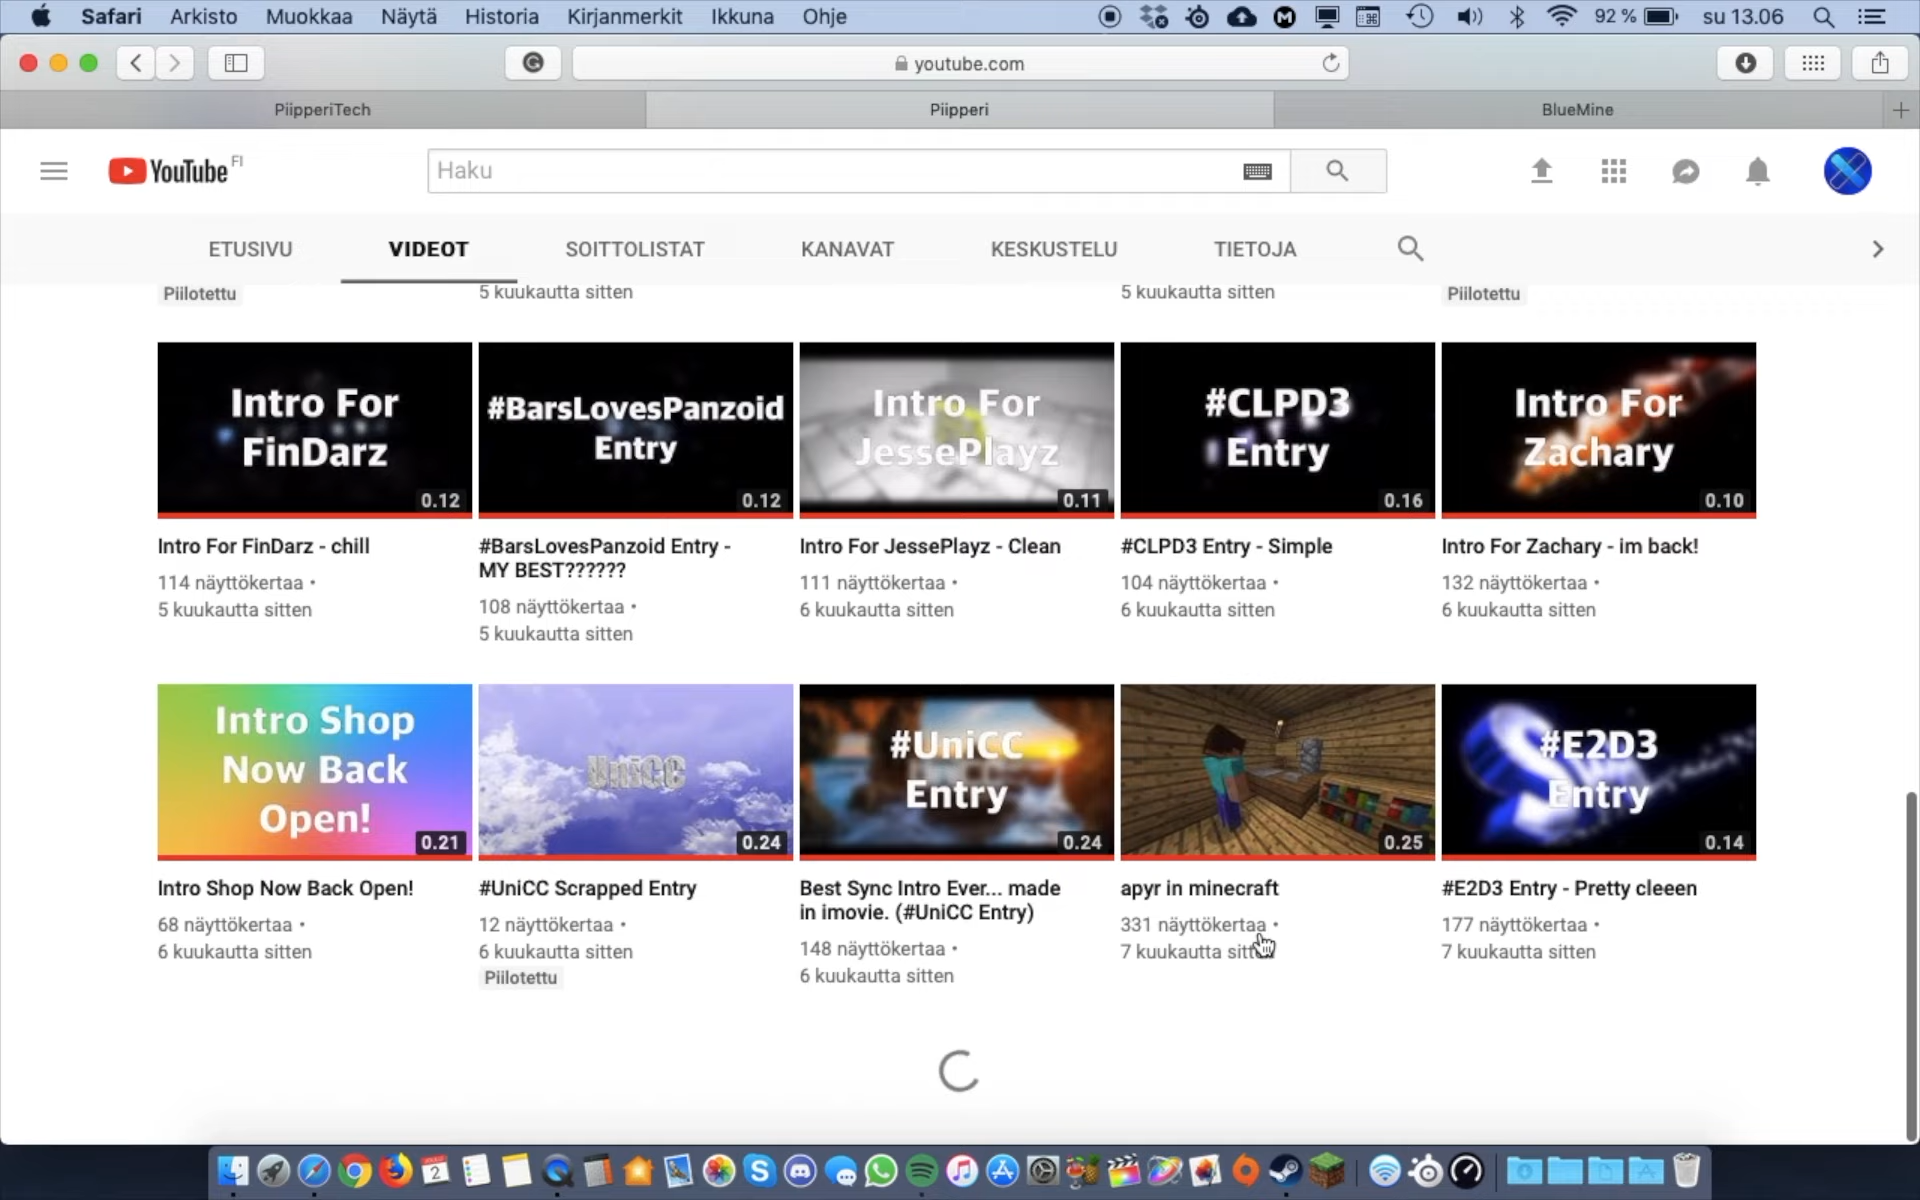 Safari Arkisto Muokkaa Näytä Historia Kirjanmerkit Ikkuna Ohje 92 % su 13.06
youtube.com
PiipperiTech Piipperi BlueMine
YouTube FI Haku
ETUSIVU VIDEOT SOITTOLISTAT KANAVAT KESKUSTELU TIETOJA
Piilotettu 5 kuukautta sitten 5 kuukautta sitten Piilotettu
Intro For
FinDarz
0.12
#BarsLovesPanzoid
Entry
0.12
Intro For
JessePlayz
0.11
#CLPD3
Entry
0.16
Intro For
Zachary
0.10
Intro For FinDarz - chill
114 näyttökertaa •
5 kuukautta sitten
#BarsLovesPanzoid Entry -
MY BEST??????
108 näyttökertaa •
5 kuukautta sitten
Intro For JessePlayz - Clean
111 näyttökertaa •
6 kuukautta sitten
#CLPD3 Entry - Simple
104 näyttökertaa •
6 kuukautta sitten
Intro For Zachary - im back!
132 näyttökertaa •
6 kuukautta sitten
Intro Shop
Now Back
Open!
0.21
UniCC
0.24
#UniCC
Entry
0.24
0.25
#E2D3
Entry
0.14
Intro Shop Now Back Open!
68 näyttökertaa •
6 kuukautta sitten
#UniCC Scrapped Entry
12 näyttökertaa •
6 kuukautta sitten
Piilotettu
Best Sync Intro Ever... made
in imovie. (#UniCC Entry)
148 näyttökertaa •
6 kuukautta sitten
apyr in minecraft
331 näyttökertaa •
7 kuukautta sitten
#E2D3 Entry - Pretty cleeen
177 näyttökertaa •
7 kuukautta sitten
2